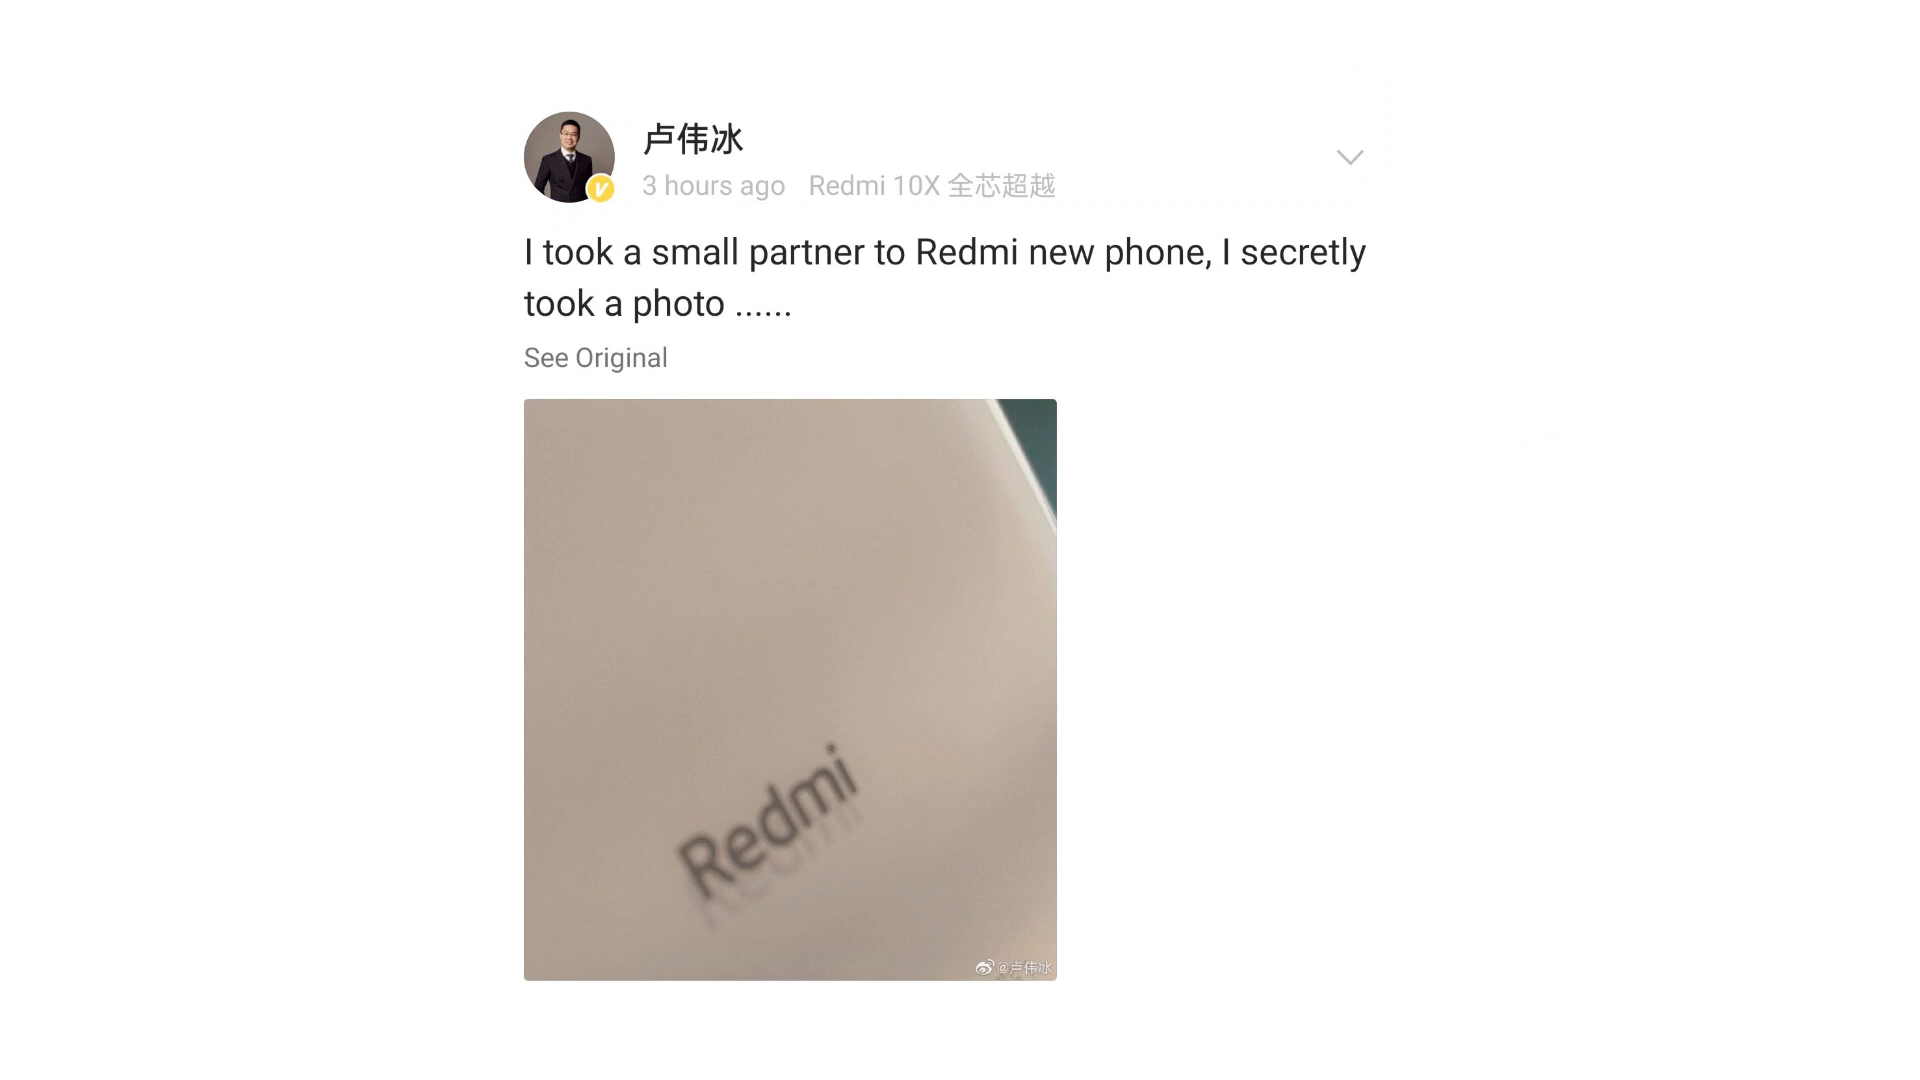 卢伟冰
3 hours ago Redmi 10X 全芯超越
I took a small partner to Redmi new phone, I secretly
took a photo ......
See Original
Redmi
@卢伟冰